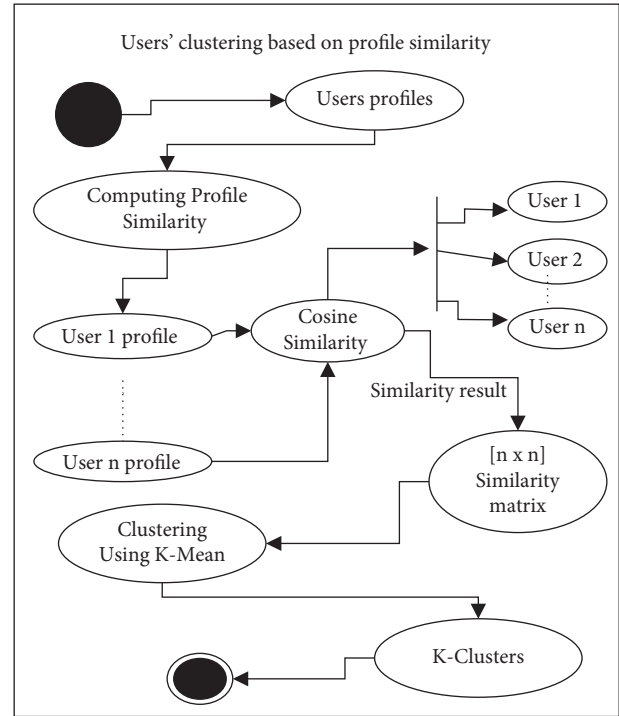 Users' clustering based on profile similarity
Users profiles
Computing Profile
Similarity
User 1
User 2
User n
User 1 profile
Cosine
Similarity
Similarity result
User n profile
[n x n]
Similarity
matrix
Clustering
Using K-Mean
K-Clusters